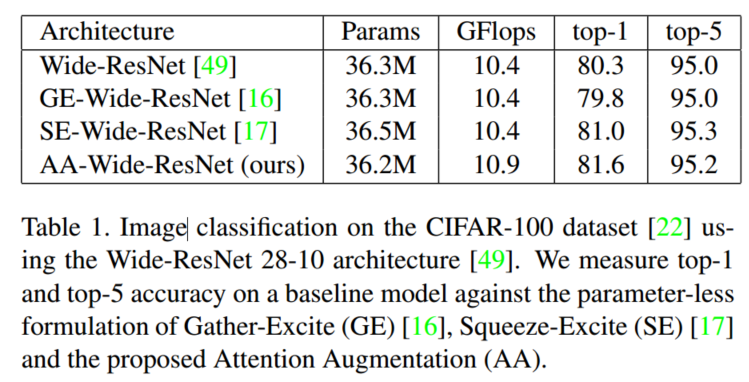 Architecture Params GFlops top-1 top-5
Wide-ResNet [49] 36.3M 10.4 80.3 95.0
GE-Wide-ResNet [16] 36.3M 10.4 79.8 95.0
SE-Wide-ResNet [17] 36.5M 10.4 81.0 95.3
AA-Wide-ResNet (ours) 36.2M 10.9 81.6 95.2
Table 1. Image classification on the CIFAR-100 dataset [22] us-
ing the Wide-ResNet 28-10 architecture [49]. We measure top-1
and top-5 accuracy on a baseline model against the parameter-less
formulation of Gather-Excite (GE) [16], Squeeze-Excite (SE) [17]
and the proposed Attention Augmentation (AA).